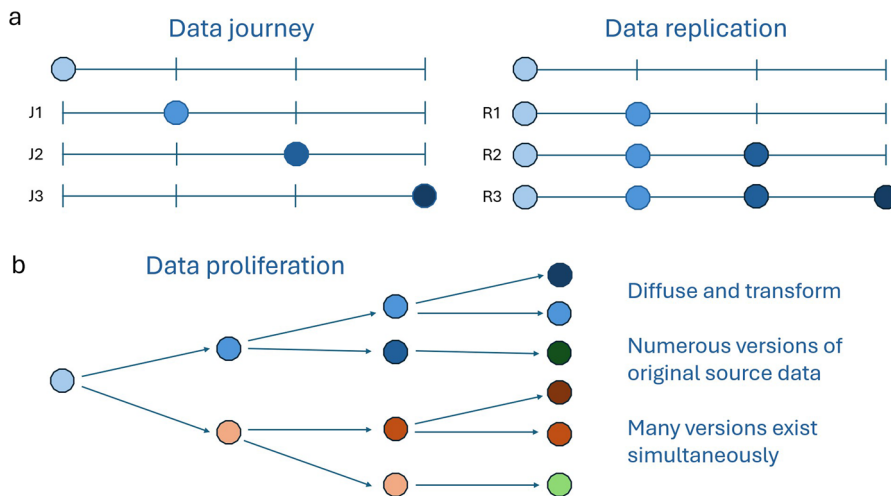 a
Data journey
Data replication
J1
R1
J2
R2
J3
R3
b
Data proliferation
Diffuse and transform
Numerous versions of
original source data
Many versions exist
simultaneously